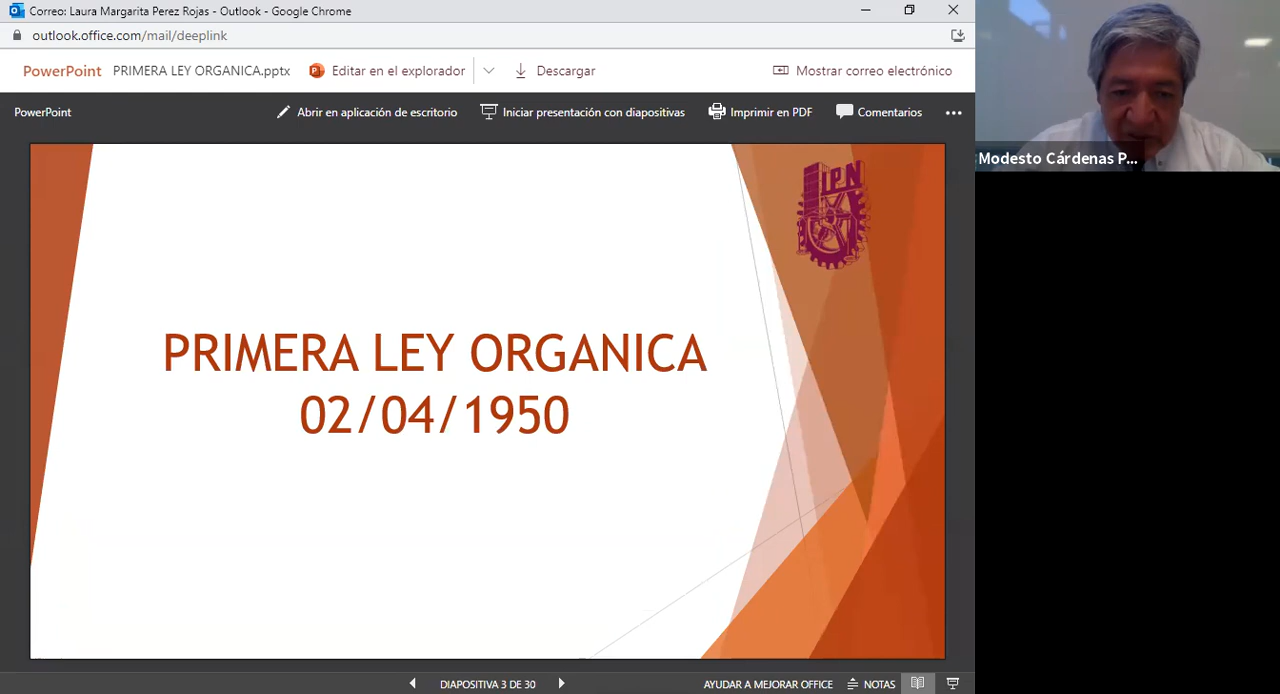 Correo: Laura Margarita Perez Rojas - Outlook - Google Chrome
outlook.office.com/mail/deeplink
PowerPoint PRIMERA LEY ORGANICA.pptx Editar en el explorador Descargar Mostrar correo electrónico
PowerPoint Abrir en aplicación de escritorio Iniciar presentación con diapositivas Imprimir en PDF Comentarios
IPN
PRIMERA LEY ORGANICA
02/04/1950
DIAPOSITIVA 3 DE 30 AYUDAR A MEJORAR OFFICE NOTAS
Modesto Cárdenas P...